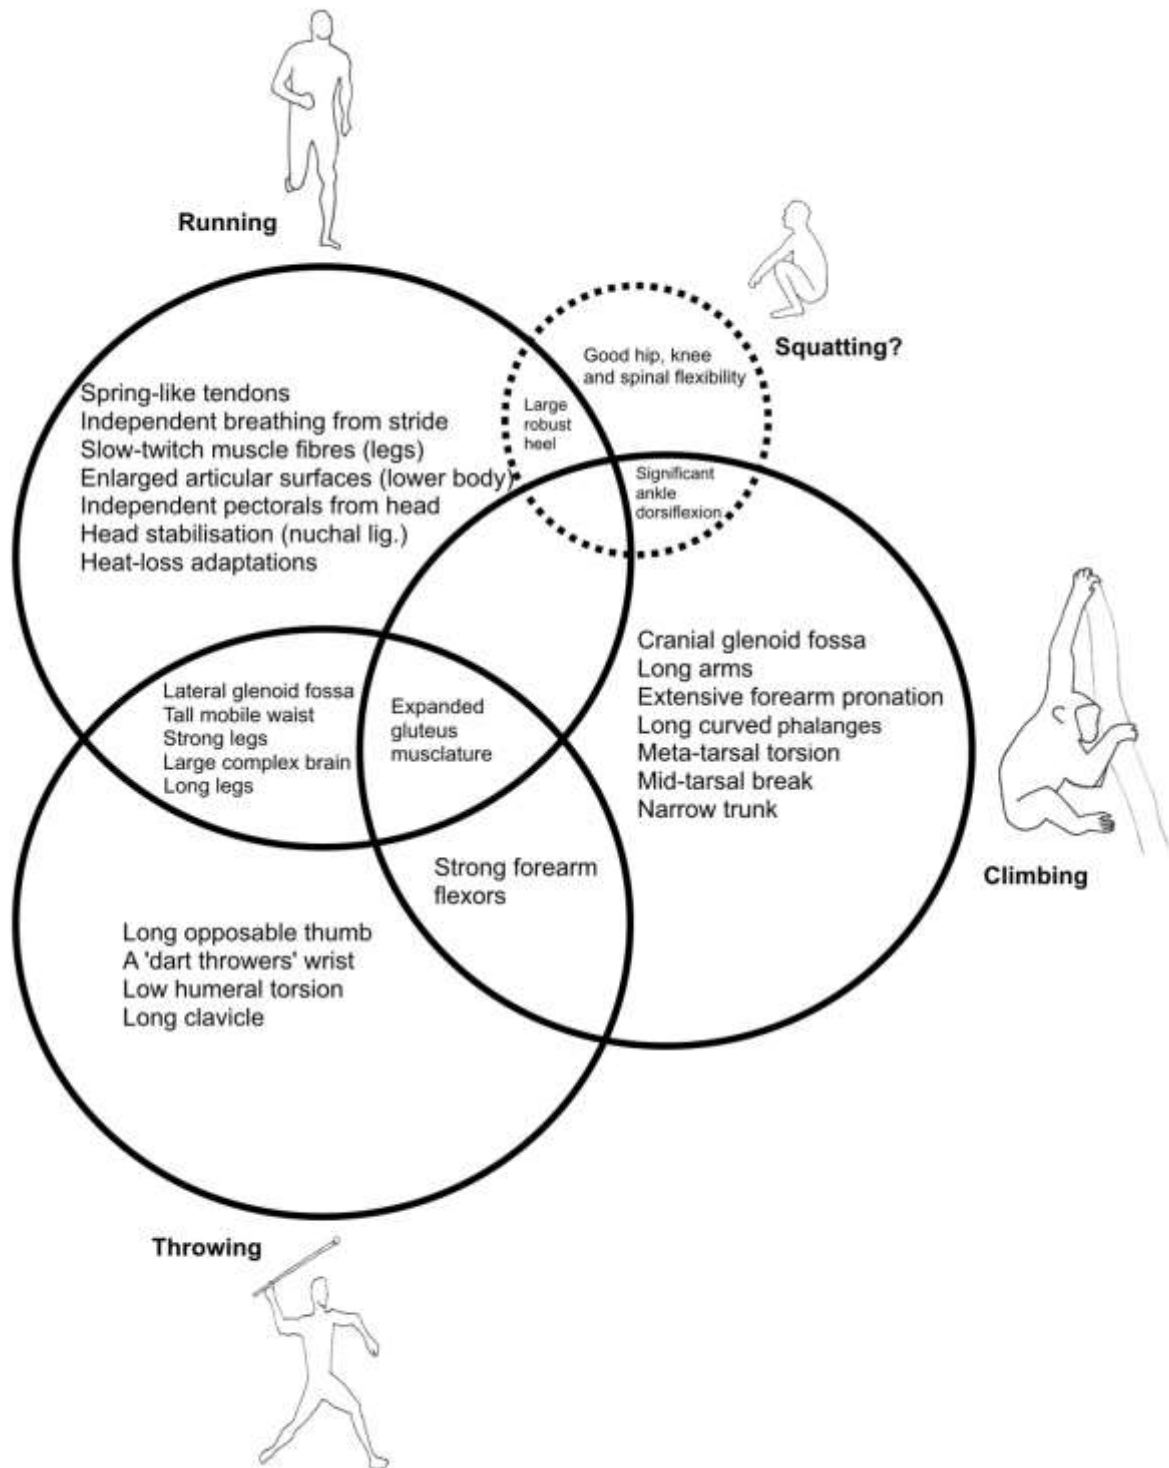 Running
Squatting?
Good hip, knee
and spinal flexibility
Large
robust
heel
Significant
ankle
dorsiflexion
Spring-like tendons
Independent breathing from stride
Slow-twitch muscle fibres (legs)
Enlarged articular surfaces (lower body)
Independent pectorals from head
Head stabilisation (nuchal lig.)
Heat-loss adaptations
Cranial glenoid fossa
Long arms
Extensive forearm pronation
Long curved phalanges
Meta-tarsal torsion
Mid-tarsal break
Narrow trunk
Climbing
Lateral glenoid fossa
Tall mobile waist
Strong legs
Large complex brain
Long legs
Expanded
gluteus
musclature
Strong forearm
flexors
Long opposable thumb
A 'dart throwers' wrist
Low humeral torsion
Long clavicle
Throwing